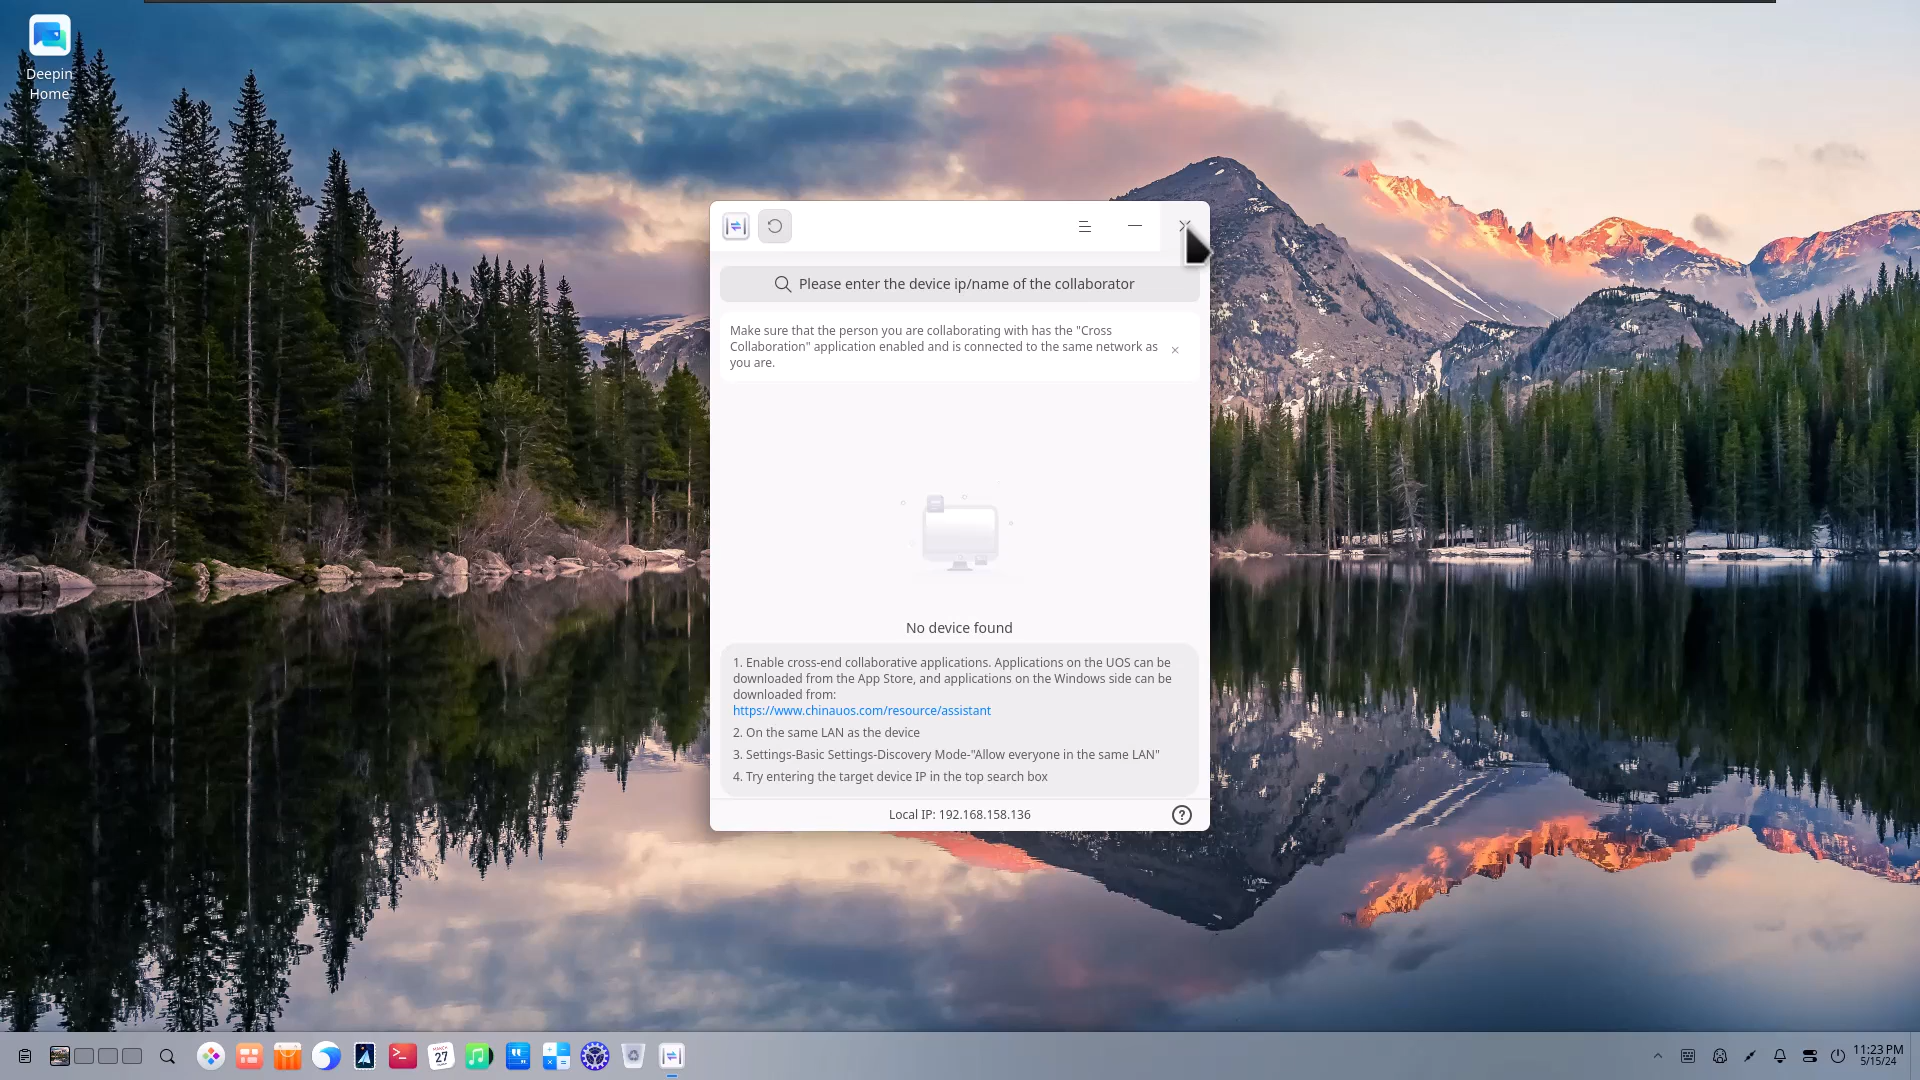 Deepin
Home
Please enter the device ip/name of the collaborator
Make sure that the person you are collaborating with has the "Cross
Collaboration" application enabled and is connected to the same network as
you are.
No device found
1. Enable cross-end collaborative applications. Applications on the UOS can be
downloaded from the App Store, and applications on the Windows side can be
downloaded from:
https://www.chinauos.com/resource/assistant
2. On the same LAN as the device
3. Settings-Basic Settings-Discovery Mode-"Allow everyone in the same LAN"
4. Try entering the target device IP in the top search box
Local IP: 192.168.158.136
MARCH
27
11:23 PM
5/15/24